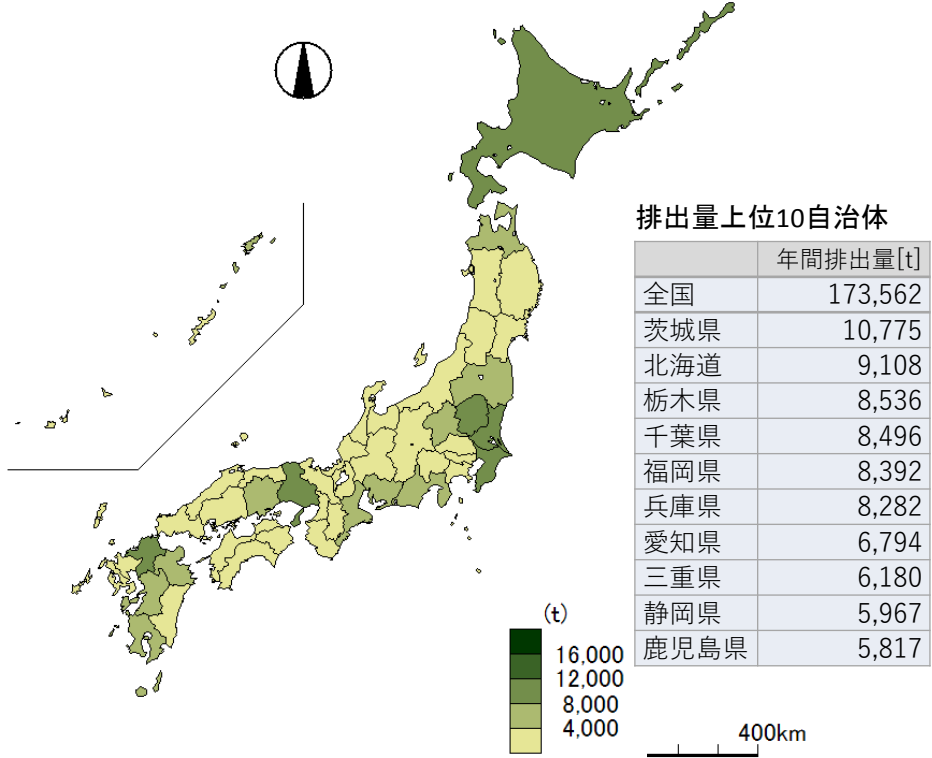 排出量上位10自治体
年間排出量[t]
全国 173,562
茨城県 10,775
北海道 9,108
栃木県 8,536
千葉県 8,496
福岡県 8,392
兵庫県 8,282
愛知県 6,794
三重県 6,180
静岡県 5,967
鹿児島県 5,817
(t)
16,000
12,000
8,000
4,000
400km